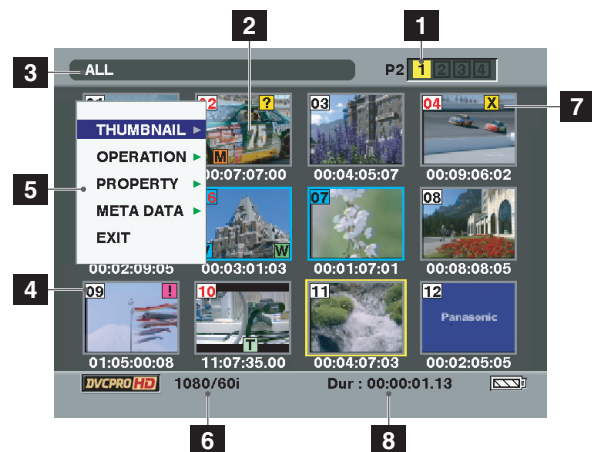 1
2
3
ALL
P2 1 2 3 4
02 ? 03 04 X
7
THUMBNAIL
75
M
00:07:07:00 00:04:05:07 00:09:06:02
OPERATION
5
PROPERTY
META DATA
EXIT
07 08
W
00:02:09:05 00:03:01:03 00:01:07:01 00:08:08:05
4
09 ! 10 11 12
Panasonic
T
01:05:00:08 11:07:35.00 00:04:07:03 00:02:05:05
DVCPRO HD 1080/60i Dur : 00:00:01.13
6
8